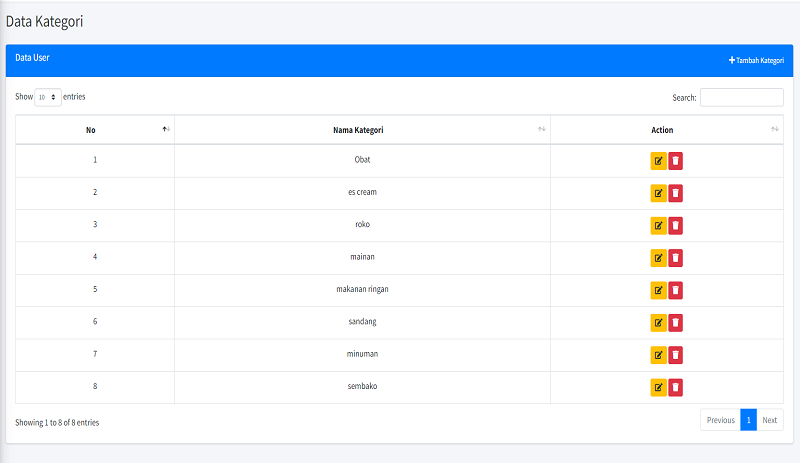 Data Kategori
Data User
Tambah Kategori
Show 10 entries
Search:
No Nama Kategori Action
1 Obat
2 es cream
3 roko
4 mainan
5 makanan ringan
6 sandang
7 minuman
8 sembako
Showing 1 to 8 of 8 entries
Previous 1 Next